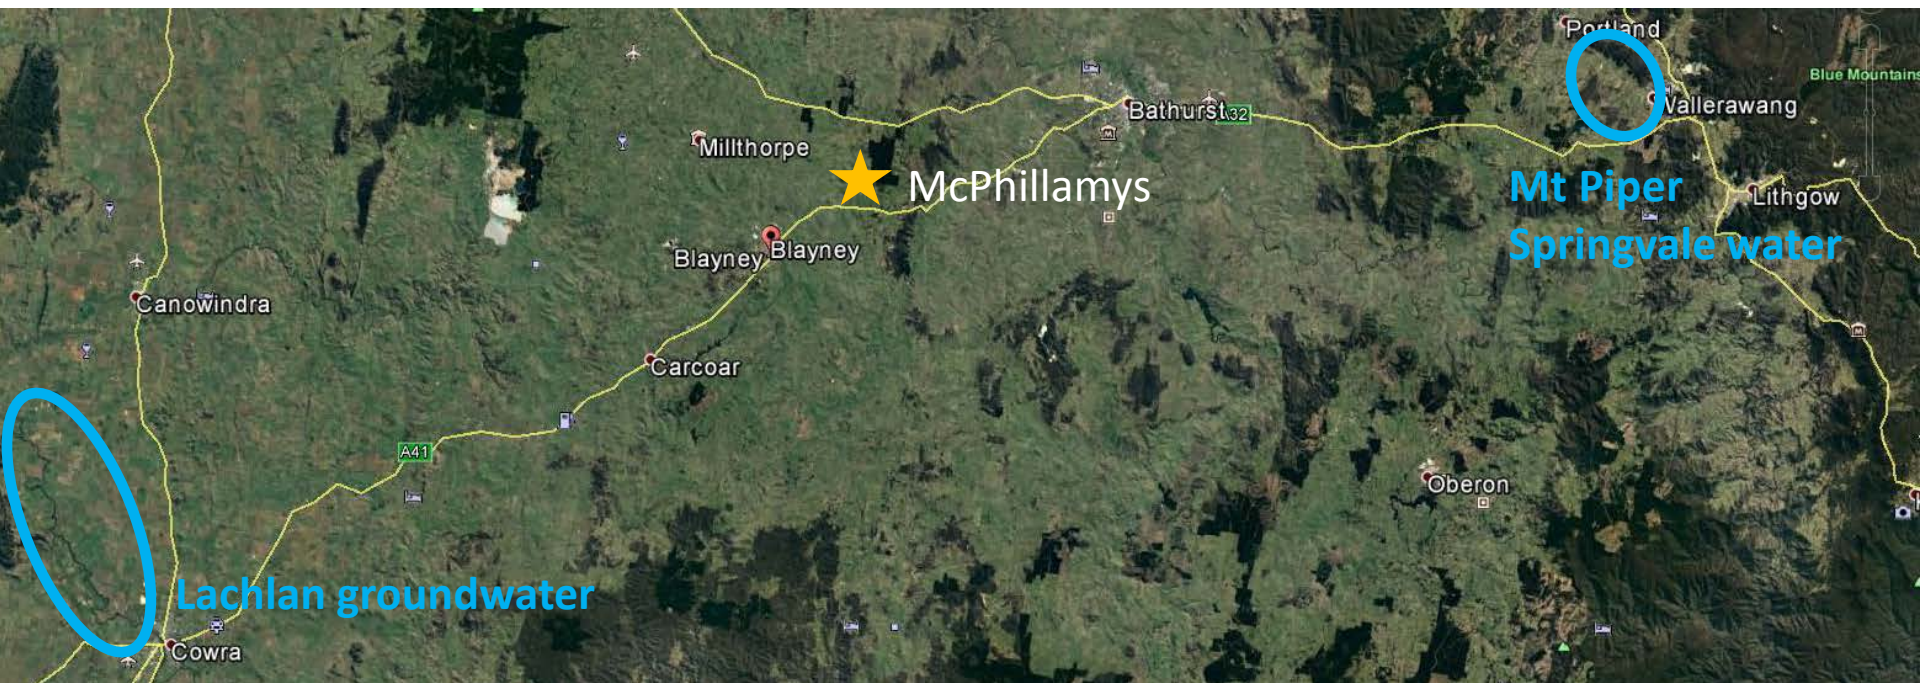 Portland
Blue Mountains
Wallerawang
Bathurst
A32
Millthorpe
McPhillamys
Mt Piper
Springvale water
Lithgow
Blayney
Blayney
Canowindra
Carcoar
A41
Oberon
Lachlan groundwater
Cowra